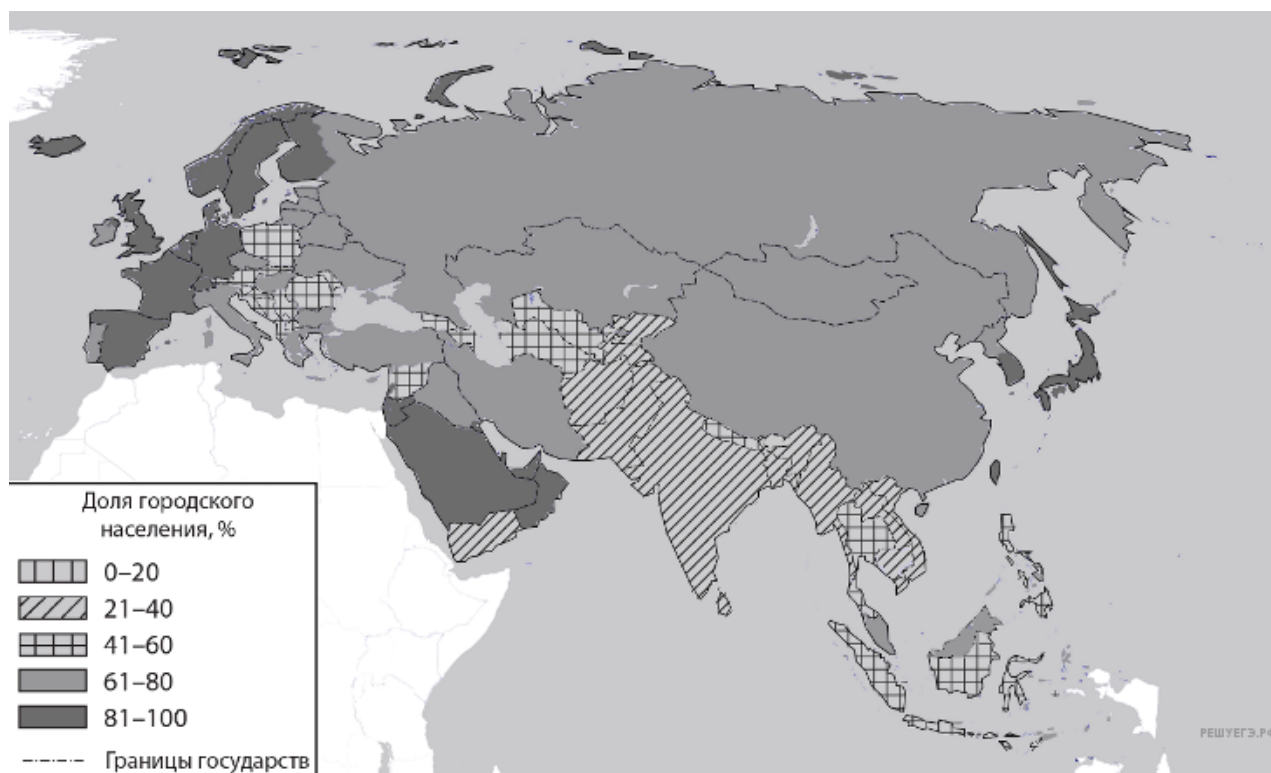 Доля городского
населения, %
0–20
21–40
41–60
61–80
81–100
Границы государств
РЕШУЕГЭ.РФ